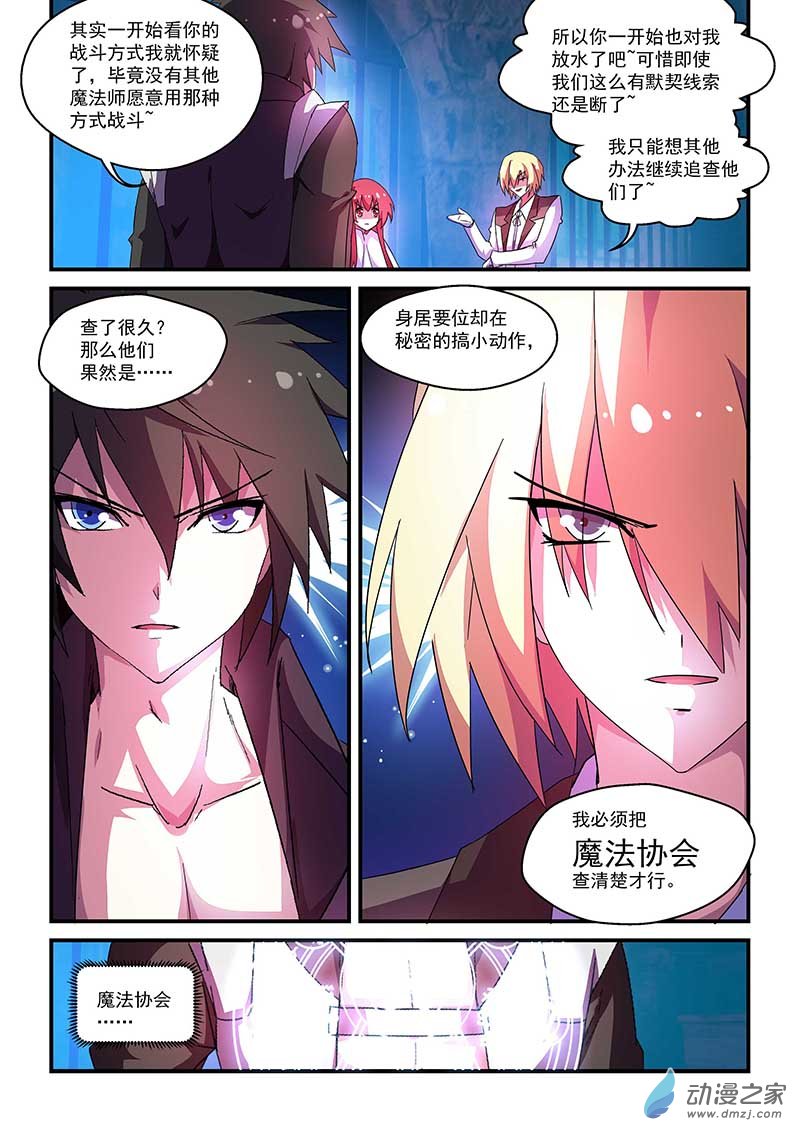 其实一开始看你的
战斗方式我就怀疑
了，毕竟没有其他
魔法师愿意用那种
方式战斗~
所以你一开始也对我
放水了吧~可惜即使
我们这么有默契线索
还是断了~
我只能想其他
办法继续追查他
们了~
查了很久？
那么他们
果然是……
身居要位却在
秘密的搞小动作，
我必须把
魔法协会
查清楚才行。
魔法协会
……
动漫之家
www.dmzj.com